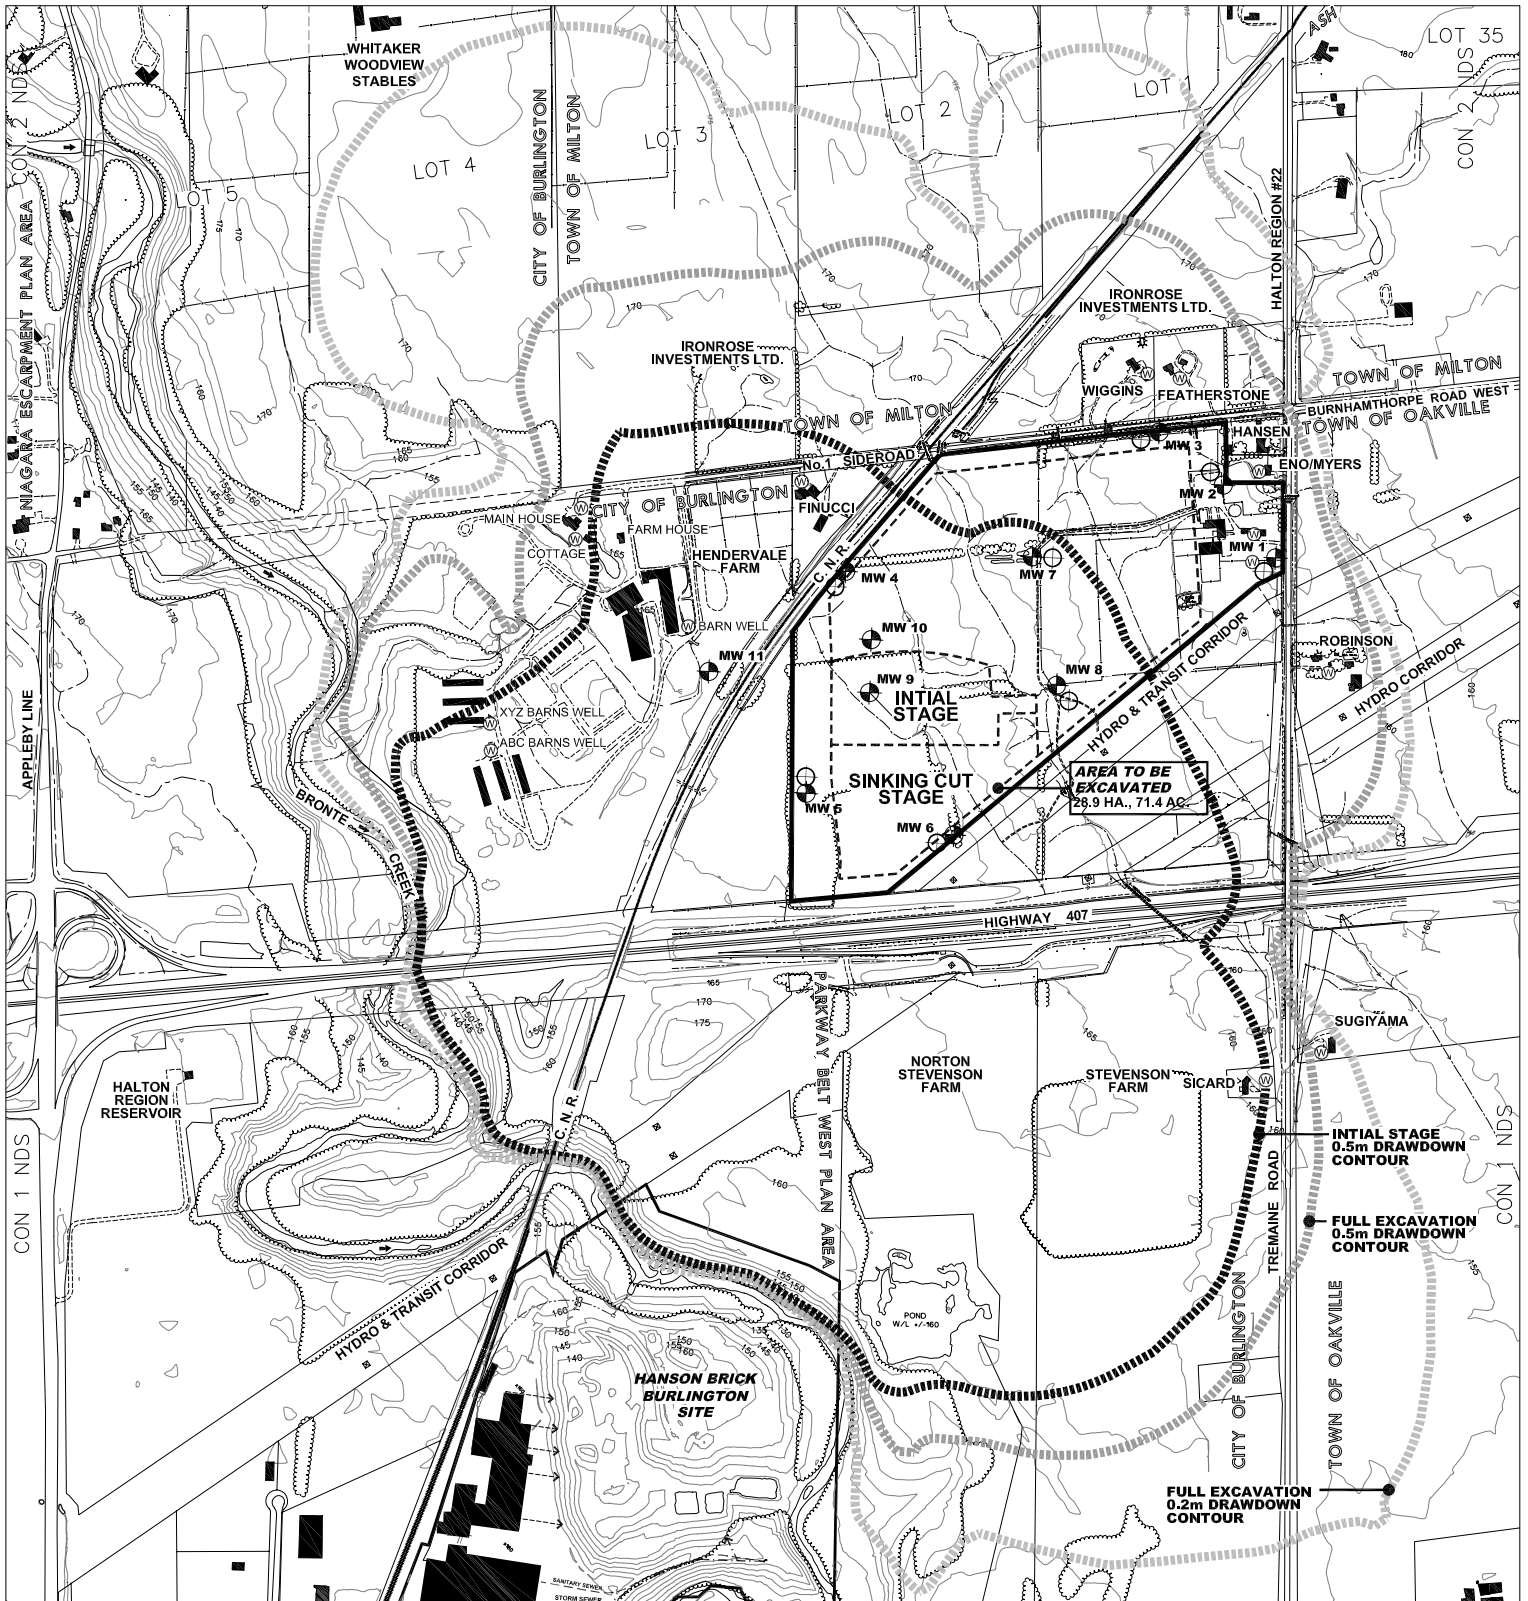 WHITAKER
WOODVIEW
STABLES
LOT 35
CON 2 NDS
CON 2 NDS
ASH
LOT 5
LOT 4
LOT 3
LOT 2
LOT
CITY OF BURLINGTON
TOWN OF MILTON
NIAGARA ESCARPMENT PLAN AREA
HALTON REGION #22
IRONROSE
INVESTMENTS LTD.
IRONROSE
INVESTMENTS LTD.
WIGGINS
FEATHERSTONE
TOWN OF MILTON
BURNHAMTHORPE ROAD WEST
TOWN OF OAKVILLE
TOWN OF MILTON
No.1 SIDEROAD
CITY OF BURLINGTON
HANSEN
ENO/MYERS
MW 3
MW 2
MW 1
MAIN HOUSE
COTTAGE
FARM HOUSE
HENDERVALE
FARM
FINUCCI
C. N. R.
MW 4
MW 7
BARN WELL
MW 11
MW 10
MW 9
MW 8
INTIAL
STAGE
HYDRO & TRANSIT CORRIDOR
ROBINSON
HYDRO CORRIDOR
APPLEBY LINE
XYZ BARNS WELL
ABC BARNS WELL
SINKING CUT
STAGE
AREA TO BE
EXCAVATED
28.9 HA., 71.4 AC.
MW 5
MW 6
BRONTE
CREEK
HIGHWAY 407
PARKWAY BELT WEST PLAN AREA
NORTON
STEVENSON
FARM
STEVENSON
FARM
SICARD
SUGIYAMA
HALTON
REGION
RESERVOIR
C. N. R.
CON 1 NDS
CON 1 NDS
INTIAL STAGE
0.5m DRAWDOWN
CONTOUR
FULL EXCAVATION
0.5m DRAWDOWN
CONTOUR
TREMAINE ROAD
HYDRO & TRANSIT CORRIDOR
POND
W/L +/-160
HANSON BRICK
BURLINGTON
SITE
CITY OF BURLINGTON
TOWN OF OAKVILLE
FULL EXCAVATION
0.2m DRAWDOWN
CONTOUR
SANITARY SEWER
STORM SEWER